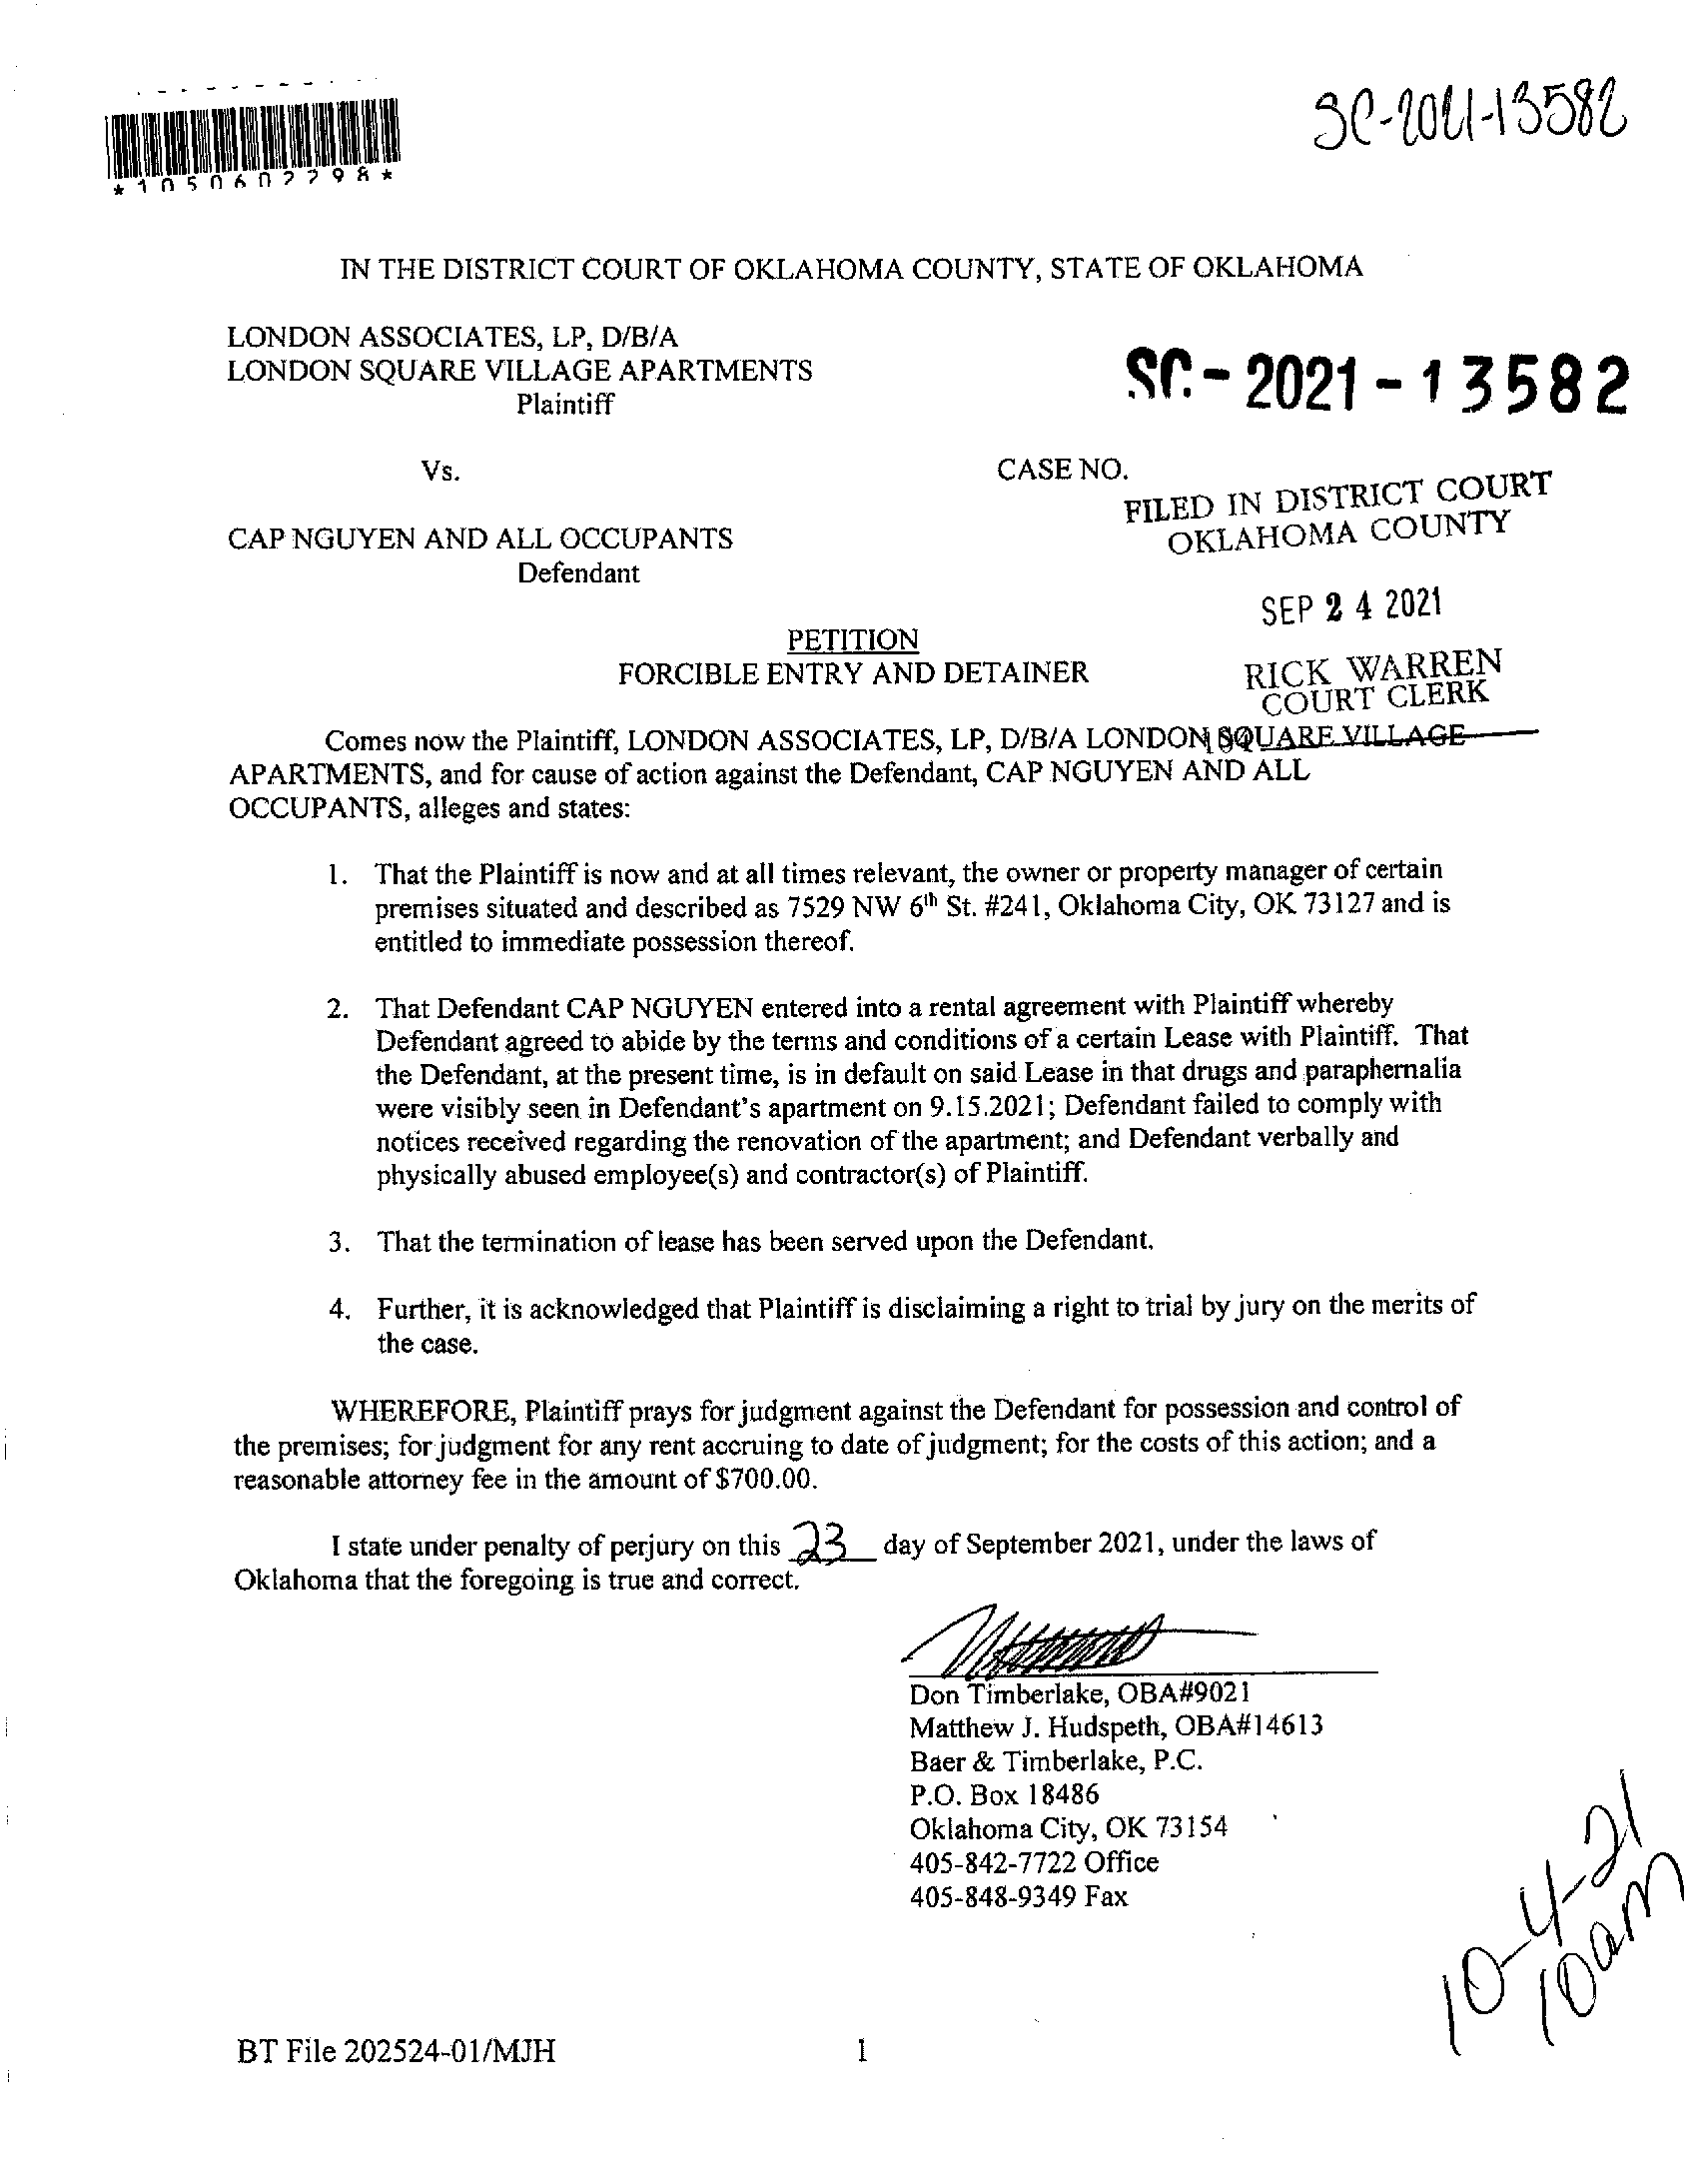 SC-2021-13582
*1050602298*
IN THE DISTRICT COURT OF OKLAHOMA COUNTY, STATE OF OKLAHOMA
LONDON ASSOCIATES, LP, D/B/A
LONDON SQUARE VILLAGE APARTMENTS
Plaintiff
SC - 2021 - 13582
Vs.
CASE NO.
FILED IN DISTRICT COURT
OKLAHOMA COUNTY
CAP NGUYEN AND ALL OCCUPANTS
Defendant
SEP 24 2021
PETITION
FORCIBLE ENTRY AND DETAINER
RICK WARREN
COURT CLERK
Comes now the Plaintiff, LONDON ASSOCIATES, LP, D/B/A LONDON SQUARE VILLAGE
APARTMENTS, and for cause of action against the Defendant, CAP NGUYEN AND ALL
OCCUPANTS, alleges and states:
1. That the Plaintiff is now and at all times relevant, the owner or property manager of certain
premises situated and described as 7529 NW 6th St. #241, Oklahoma City, OK 73127 and is
entitled to immediate possession thereof.
2. That Defendant CAP NGUYEN entered into a rental agreement with Plaintiff whereby
Defendant agreed to abide by the terms and conditions of a certain Lease with Plaintiff. That
the Defendant, at the present time, is in default on said Lease in that drugs and paraphernalia
were visibly seen in Defendant's apartment on 9.15.2021; Defendant failed to comply with
notices received regarding the renovation of the apartment; and Defendant verbally and
physically abused employee(s) and contractor(s) of Plaintiff.
3. That the termination of lease has been served upon the Defendant.
4. Further, it is acknowledged that Plaintiff is disclaiming a right to trial by jury on the merits of
the case.
WHEREFORE, Plaintiff prays for judgment against the Defendant for possession and control of
the premises; for judgment for any rent accruing to date of judgment; for the costs of this action; and a
reasonable attorney fee in the amount of $700.00.
I state under penalty of perjury on this 23 day of September 2021, under the laws of
Oklahoma that the foregoing is true and correct.
Don Timberlake, OBA#9021
Matthew J. Hudspeth, OBA#14613
Baer & Timberlake, P.C.
P.O. Box 18486
Oklahoma City, OK 73154
405-842-7722 Office
405-848-9349 Fax
10-4-21
10am
BT File 202524-01/MJH
1